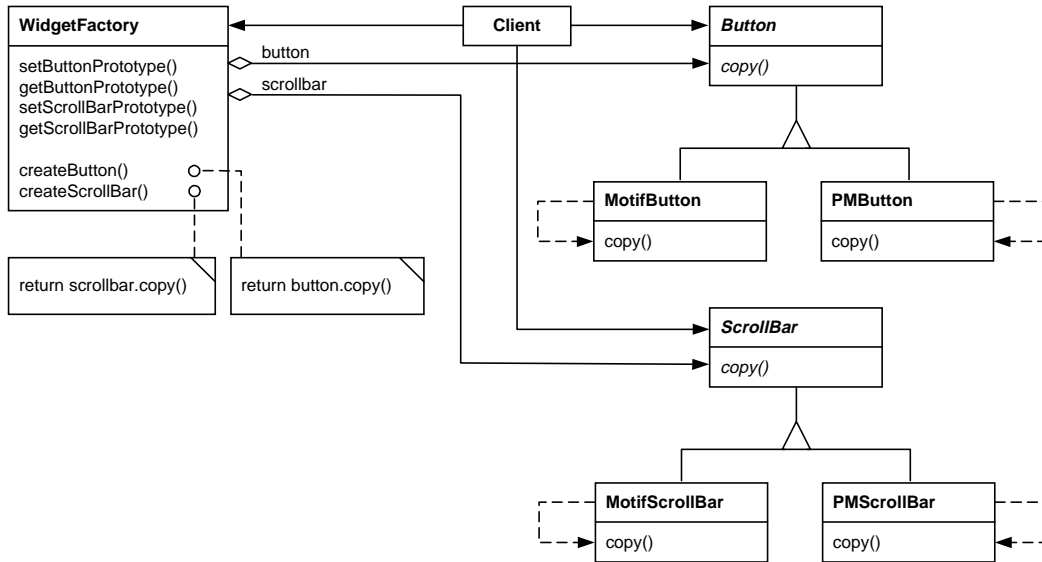 WidgetFactory
setButtonPrototype()
getButtonPrototype()
setScrollBarPrototype()
getScrollBarPrototype()
createButton()
createScrollBar()
return scrollbar.copy()
return button.copy()
Client
button
scrollbar
Button
copy()
MotifButton
copy()
PMButton
copy()
ScrollBar
copy()
MotifScrollBar
copy()
PMScrollBar
copy()